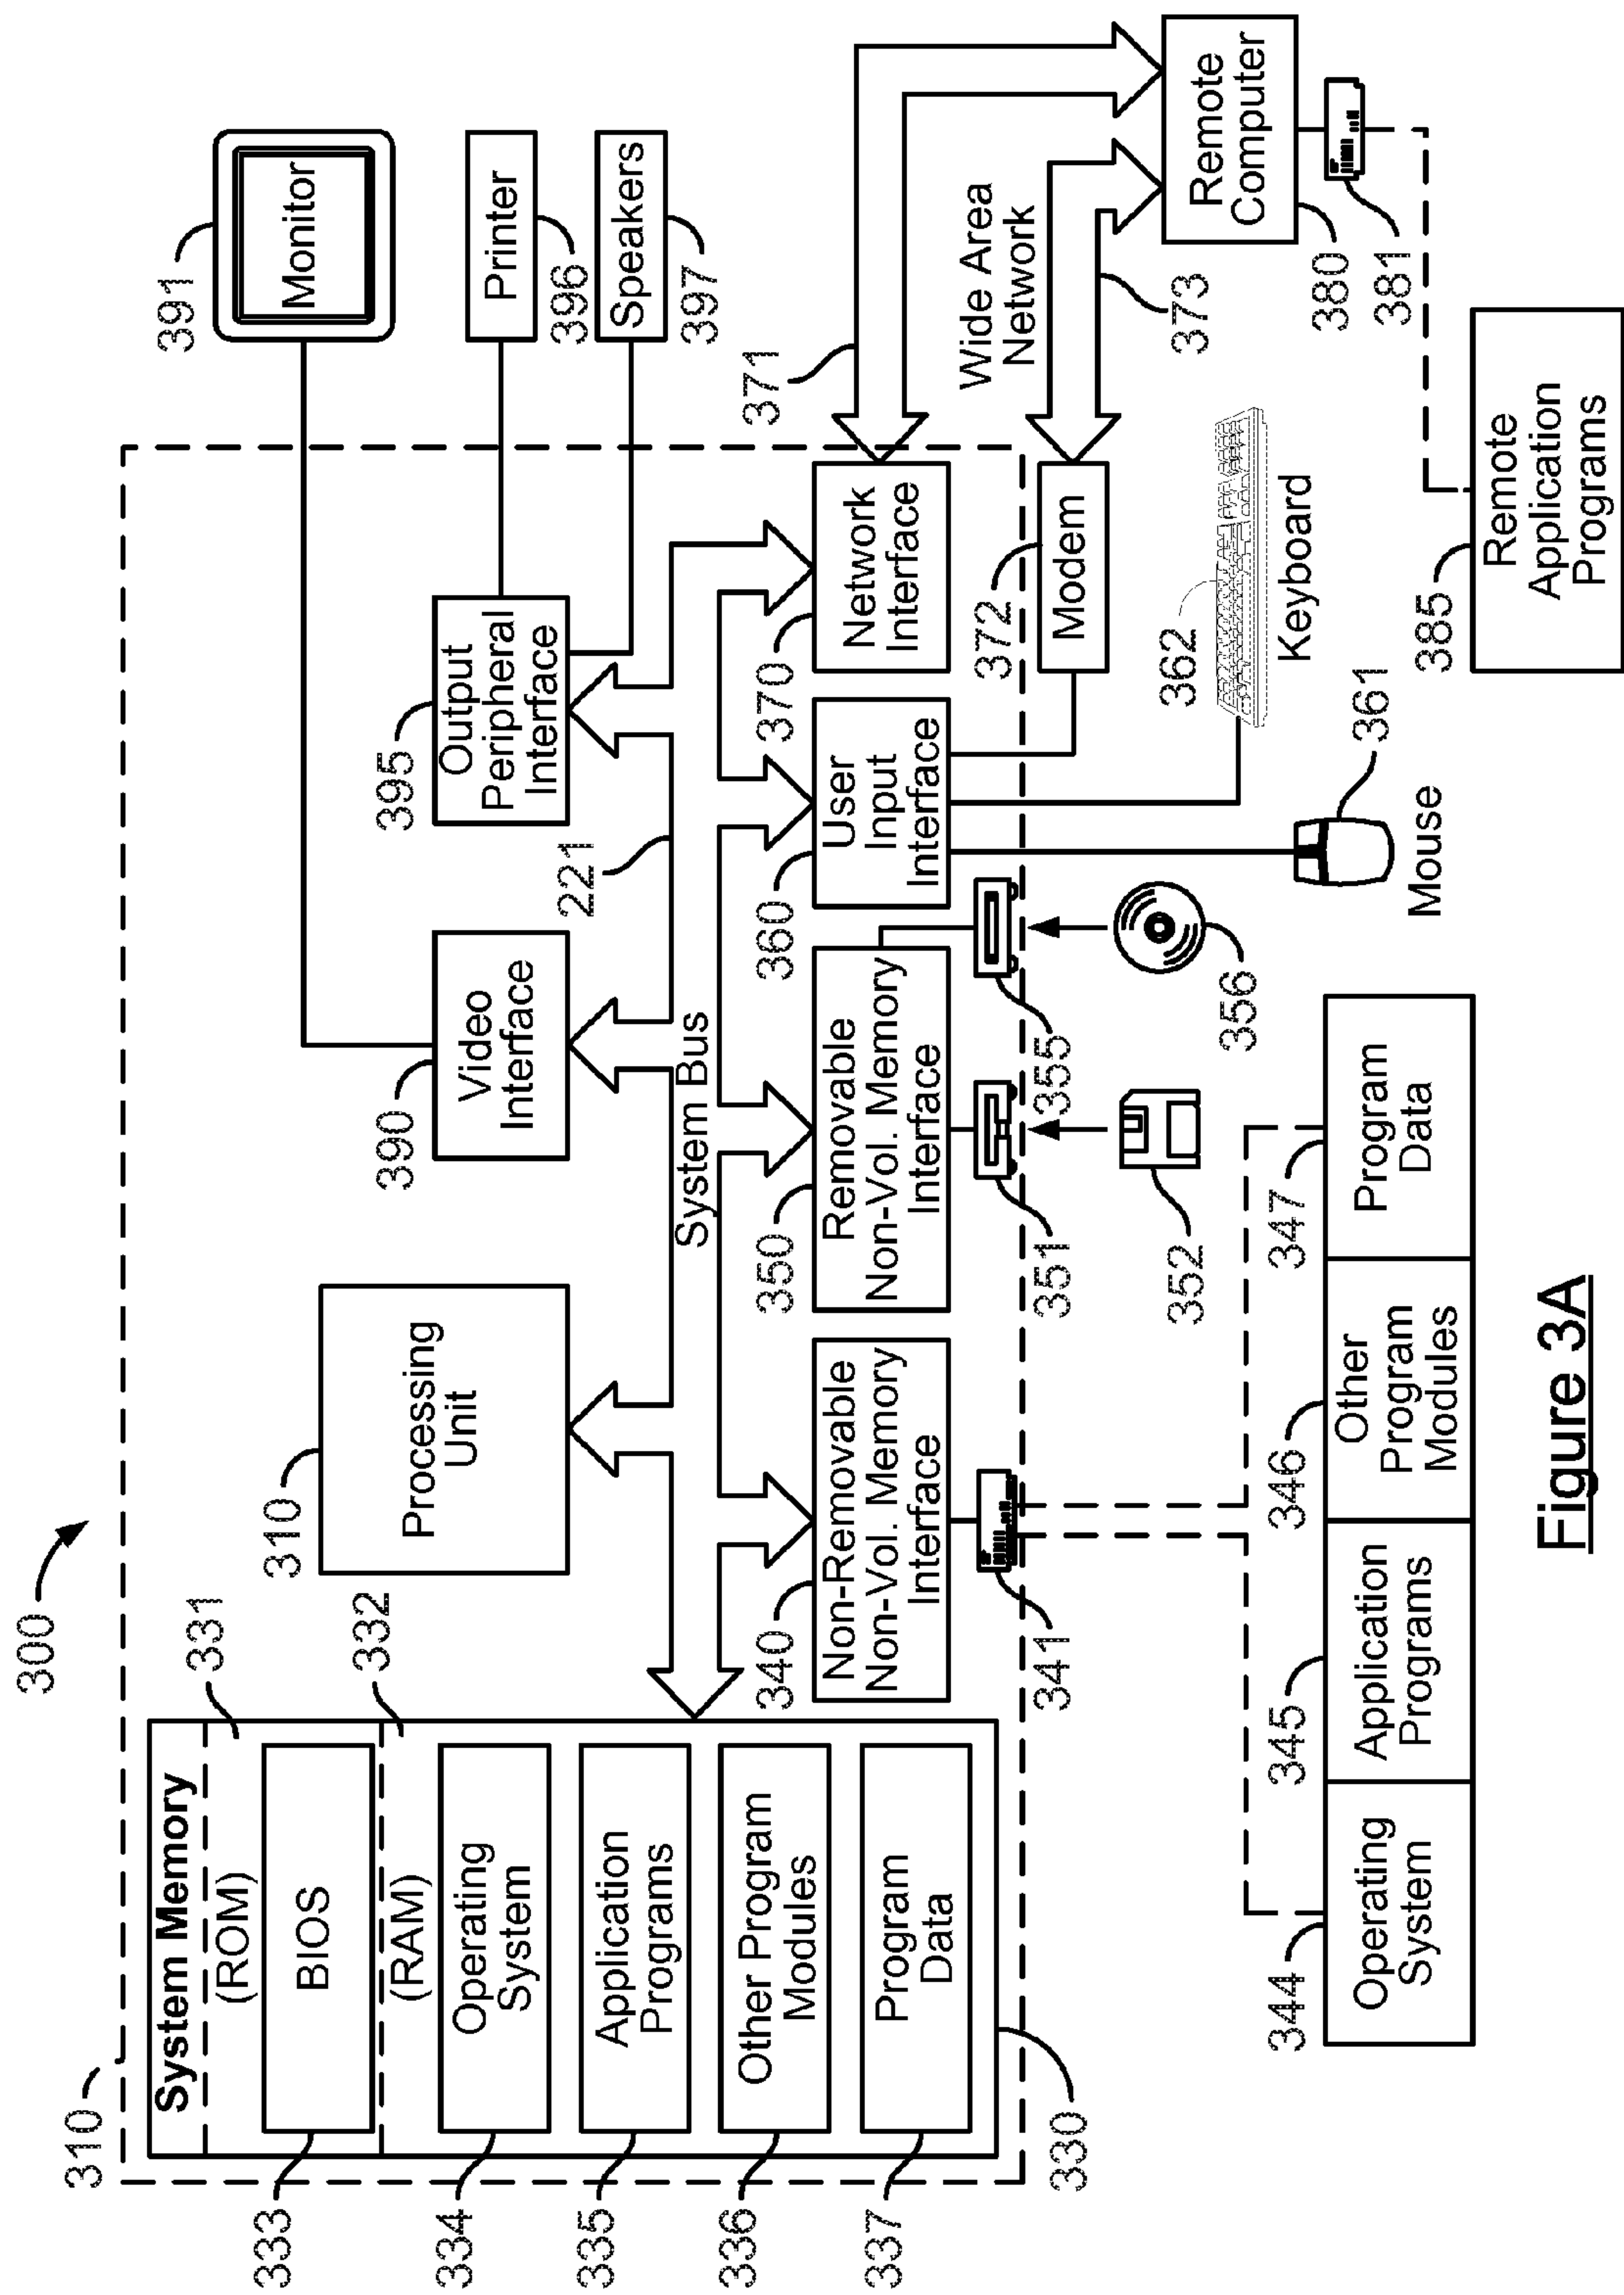 300
310
System Memory
(ROM)
331
BIOS
333
(RAM)
332
Operating
System
334
Application
Programs
335
Other Program
Modules
336
Program
Data
337
330
310
Processing
Unit
390
Video
Interface
395
Output
Peripheral
Interface
391
Monitor
Printer
396
Speakers
397
221
System Bus
340
Non-Removable
Non-Vol. Memory
Interface
341
350
Removable
Non-Vol. Memory
Interface
351
355
352
356
360
User
Input
Interface
370
Network
Interface
371
Wide Area
Network
372
Modem
373
362
Keyboard
361
Mouse
Remote
Computer
380
381
385
Remote
Application
Programs
344
Operating
System
345
Application
Programs
346
Other
Program
Modules
347
Program
Data
Figure 3A